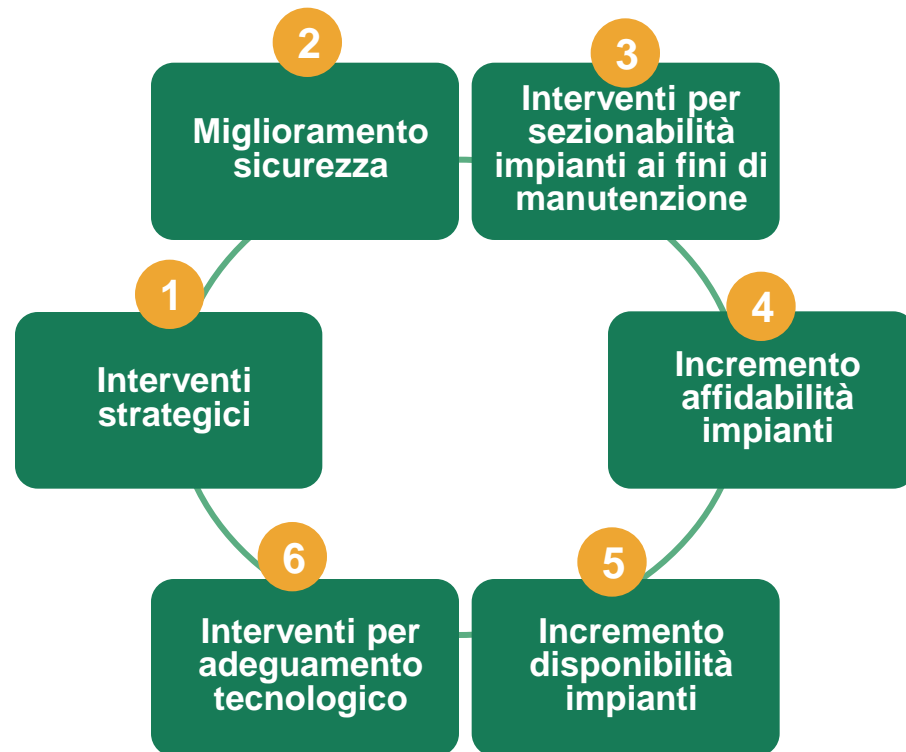 1
Interventi
strategici
2
Miglioramento
sicurezza
3
Interventi per
sezionabilità
impianti ai fini di
manutenzione
4
Incremento
affidabilità
impianti
5
Incremento
disponibilità
impianti
6
Interventi per
adeguamento
tecnologico